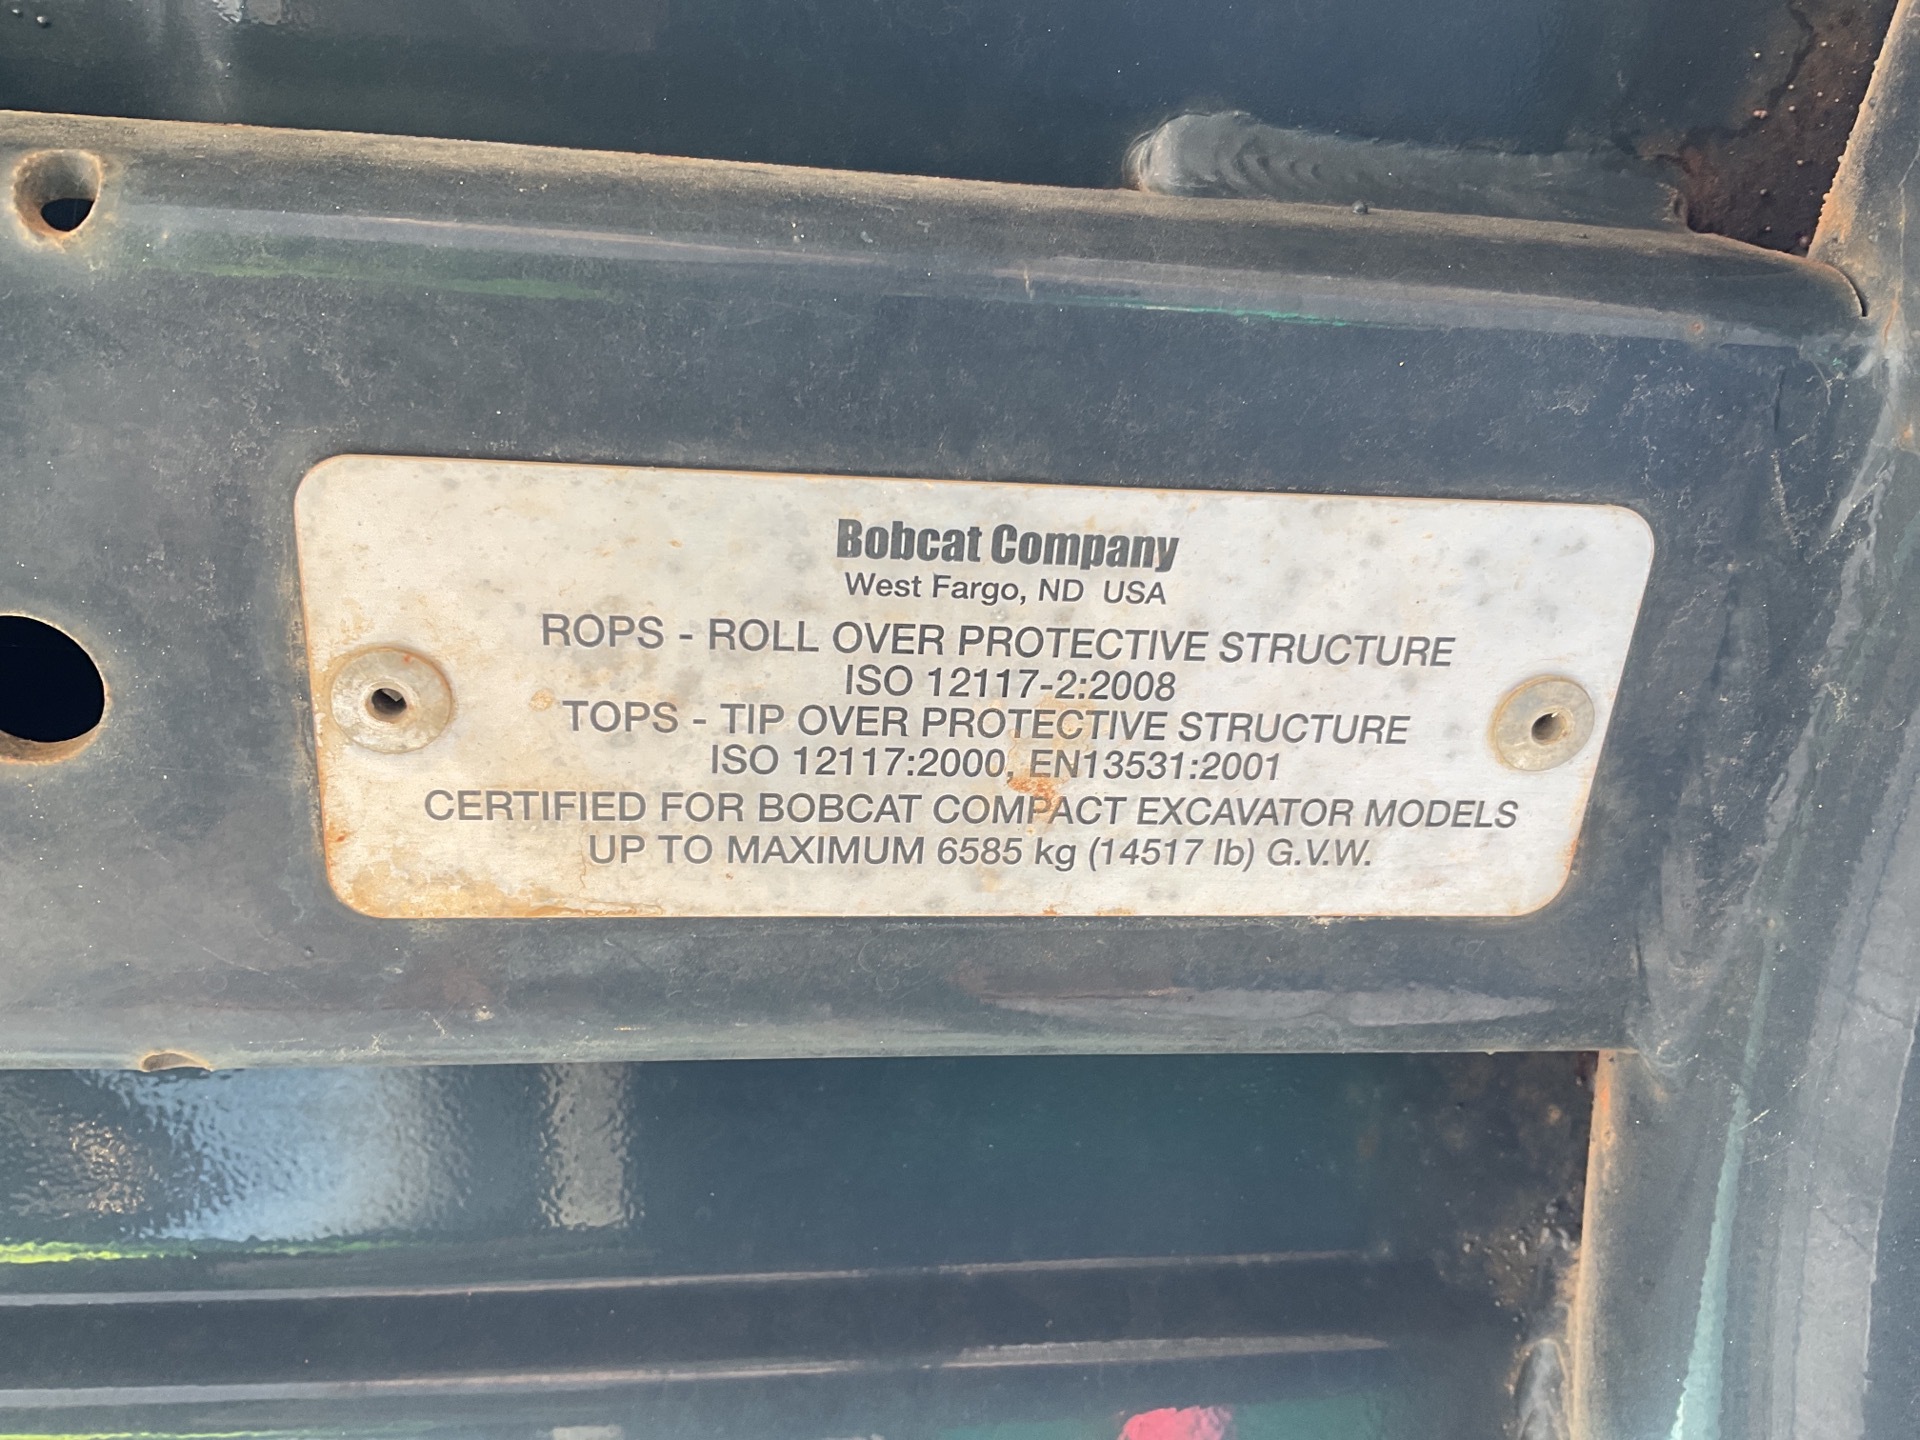 Bobcat Company
West Fargo, ND USA
ROPS - ROLL OVER PROTECTIVE STRUCTURE
ISO 12117-2:2008
TOPS - TIP OVER PROTECTIVE STRUCTURE
ISO 12117:2000, EN13531:2001
CERTIFIED FOR BOBCAT COMPACT EXCAVATOR MODELS
UP TO MAXIMUM 6585 kg (14517 lb) G.V.W.